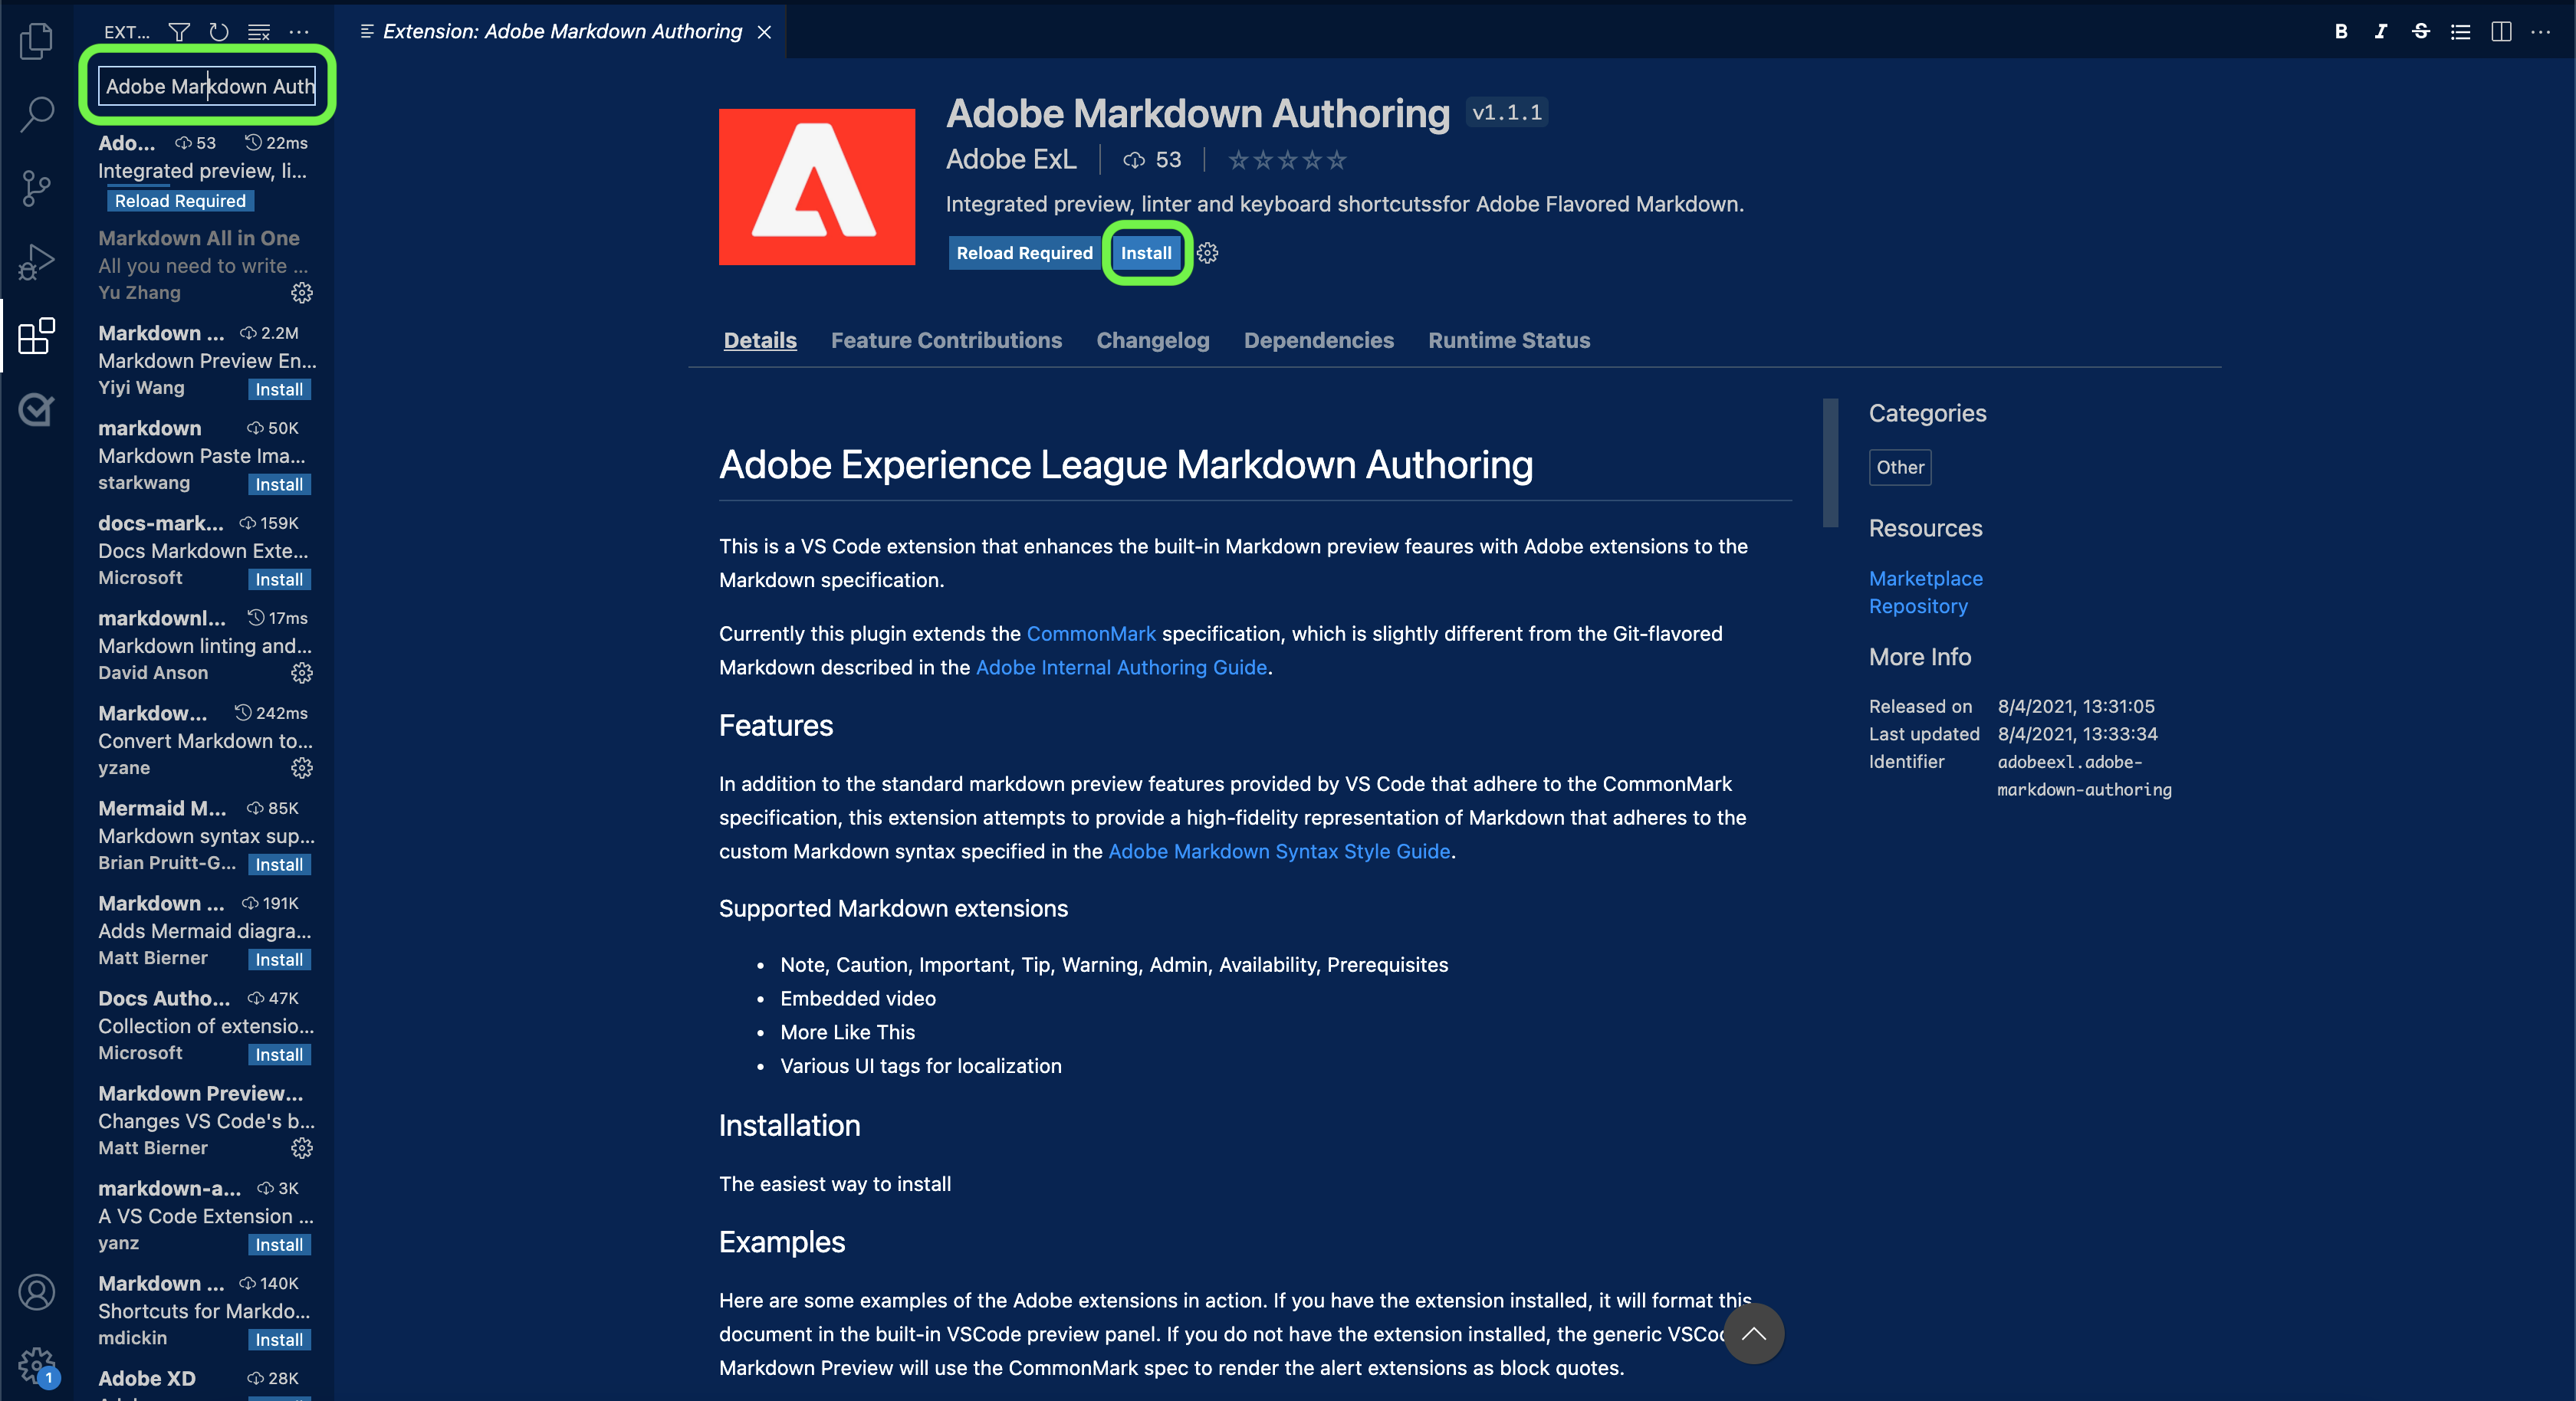 EXT...
Extension: Adobe Markdown Authoring
B I S
Adobe Markdown Auth
Ado... 53 22ms
Integrated preview, li...
Reload Required
Markdown All in One
All you need to write ...
Yu Zhang
Markdown ... 2.2M
Markdown Preview En...
Yiyi Wang Install
markdown 50K
Markdown Paste Ima...
starkwang Install
docs-mark... 159K
Docs Markdown Exte...
Microsoft Install
markdownl... 17ms
Markdown linting and...
David Anson
Markdow... 242ms
Convert Markdown to...
yzane
Mermaid M... 85K
Markdown syntax sup...
Brian Pruitt-G... Install
Markdown ... 191K
Adds Mermaid diagra...
Matt Bierner Install
Docs Autho... 47K
Collection of extensio...
Microsoft Install
Markdown Preview...
Changes VS Code's b...
Matt Bierner
markdown-a... 3K
A VS Code Extension ...
yanz Install
Markdown ... 140K
Shortcuts for Markdo...
mdickin Install
Adobe XD 28K
1
Adobe Markdown Authoring v1.1.1
Adobe ExL 53
Integrated preview, linter and keyboard shortcutssfor Adobe Flavored Markdown.
Reload Required Install
Details Feature Contributions Changelog Dependencies Runtime Status
Adobe Experience League Markdown Authoring
This is a VS Code extension that enhances the built-in Markdown preview feaures with Adobe extensions to the
Markdown specification.
Currently this plugin extends the CommonMark specification, which is slightly different from the Git-flavored
Markdown described in the Adobe Internal Authoring Guide.
Features
In addition to the standard markdown preview features provided by VS Code that adhere to the CommonMark
specification, this extension attempts to provide a high-fidelity representation of Markdown that adheres to the
custom Markdown syntax specified in the Adobe Markdown Syntax Style Guide.
Supported Markdown extensions
• Note, Caution, Important, Tip, Warning, Admin, Availability, Prerequisites
• Embedded video
• More Like This
• Various UI tags for localization
Installation
The easiest way to install
Examples
Here are some examples of the Adobe extensions in action. If you have the extension installed, it will format this
document in the built-in VSCode preview panel. If you do not have the extension installed, the generic
Markdown Preview will use the CommonMark spec to render the alert extensions as block quotes.
Categories
Other
Resources
Marketplace
Repository
More Info
Released on 8/4/2021, 13:31:05
Last updated 8/4/2021, 13:33:34
Identifier adobeexl.adobe-
markdown-authoring